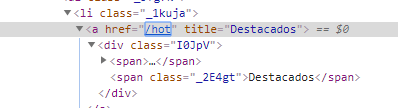 ▼<li class="_1kuja">
▼<a href="/hot" title="Destacados"> == $0
▼<div class="I0JpV">
▶<span>…</span>
<span class="_2E4gt">Destacados</span>
</div>